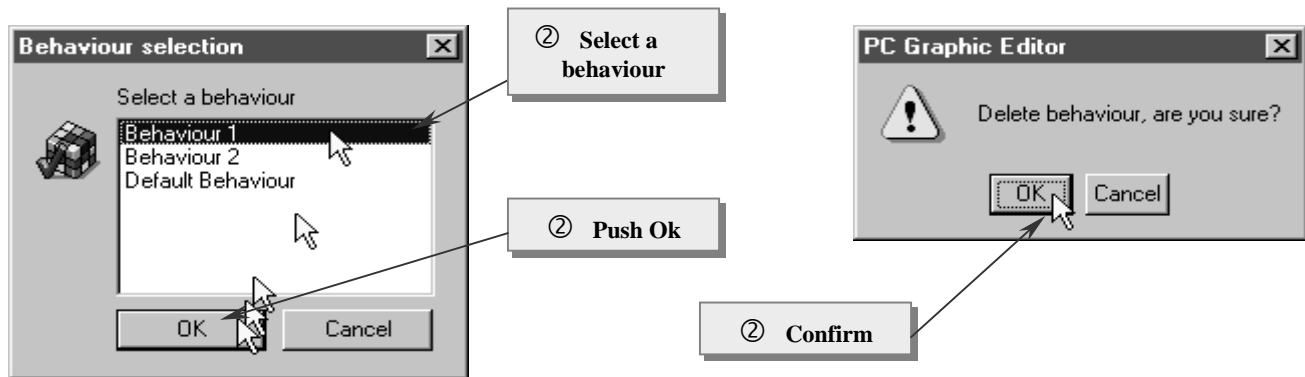 Behaviour selection
Select a behaviour
Behaviour 1
Behaviour 2
Default Behaviour
OK
Cancel
② Select a
behaviour
② Push Ok
PC Graphic Editor
Delete behaviour, are you sure?
OK
Cancel
② Confirm